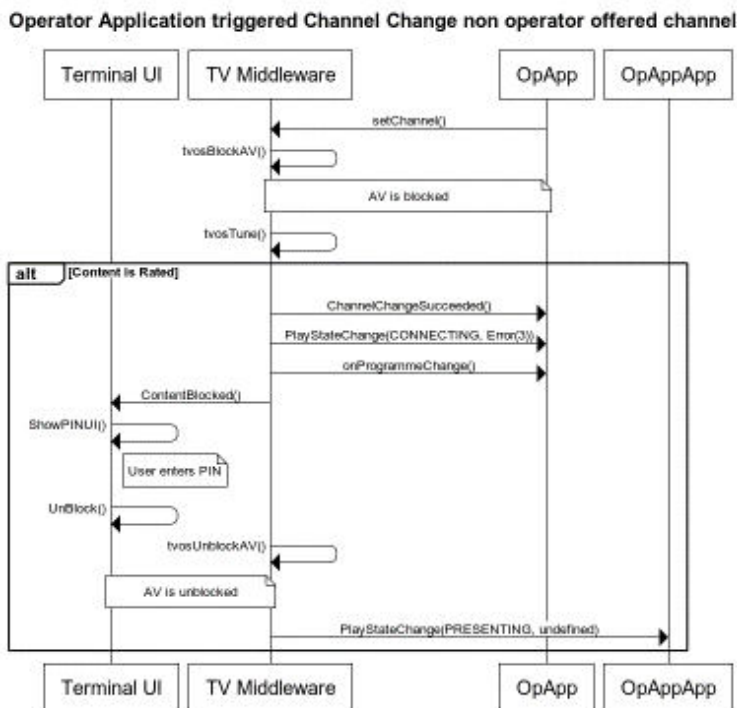 Operator Application triggered Channel Change non operator offered channel
Terminal UI TV Middleware OpApp OpAppApp
setChannel()
tvosBlockAV()
AV is blocked
tvosTune()
alt [Content is Rated]
ChannelChangeSucceeded()
PlayStateChange(CONNECTING, Error(3))
onProgrammeChange()
ContentBlocked()
ShowPINUI()
User enters PIN
UnBlock()
tvosUnblockAV()
AV is unblocked
PlayStateChange(PRESENTING, undefined)
Terminal UI TV Middleware OpApp OpAppApp